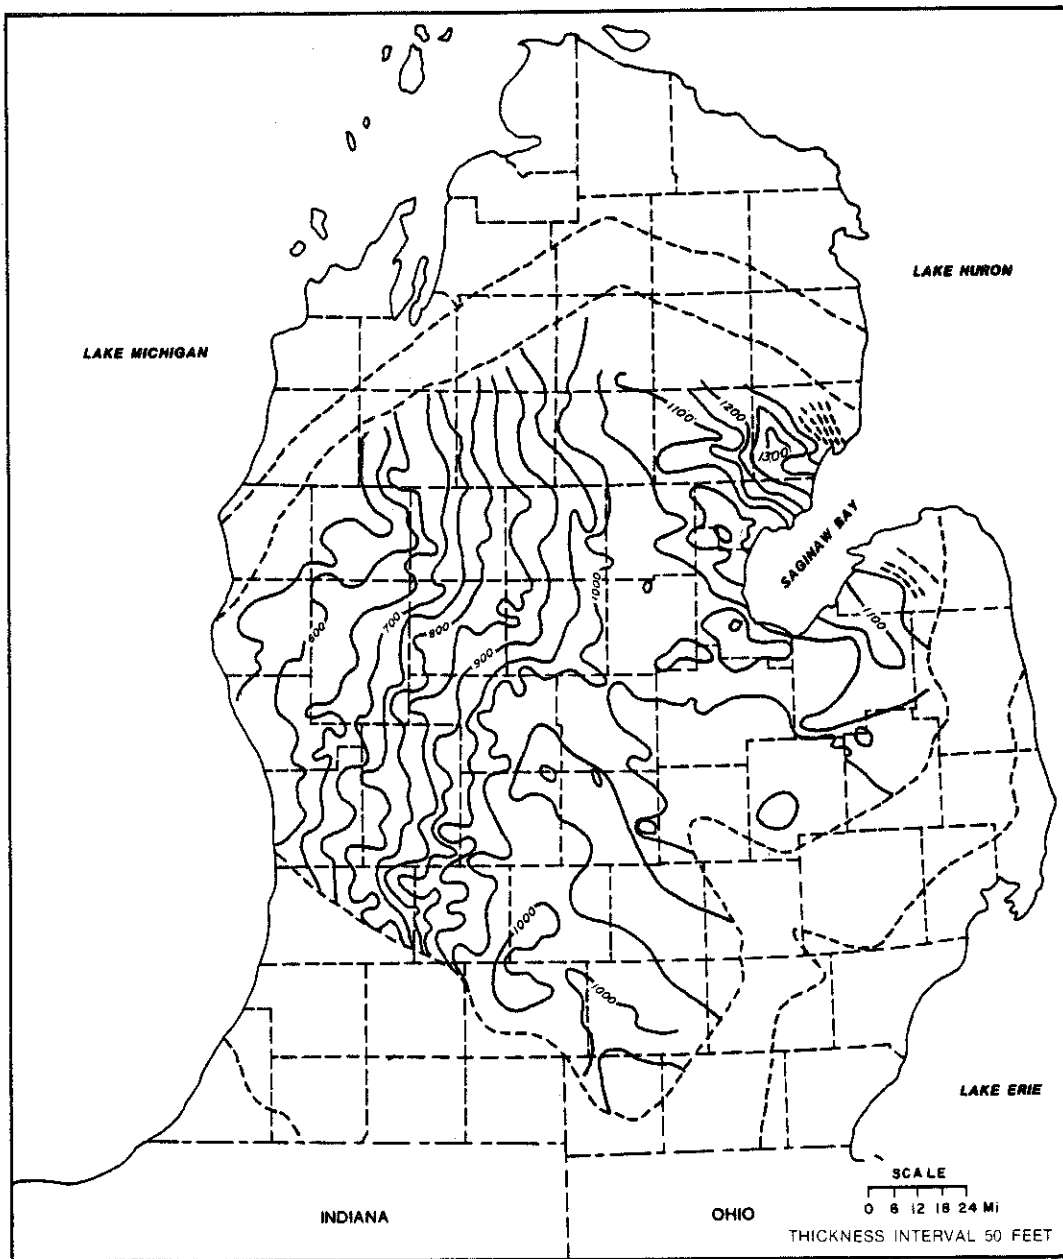 LAKE HURON
LAKE MICHIGAN
1100
1200
1300
SAGINAW BAY
1000
600
700
800
1100
900
1000
1000
LAKE ERIE
SCALE
0 6 12 18 24 Mi
INDIANA
OHIO
THICKNESS INTERVAL 50 FEET